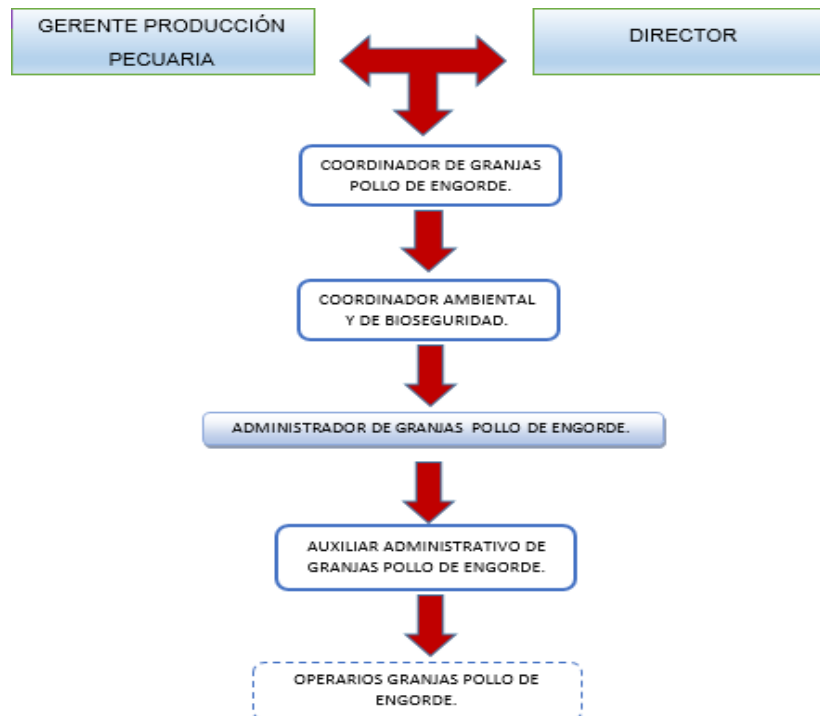 GERENTE PRODUCCIÓN
PECUARIA
DIRECTOR
COORDINADOR DE GRANJAS
POLLO DE ENGORDE.
COORDINADOR AMBIENTAL
Y DE BIOSEGURIDAD.
ADMINISTRADOR DE GRANJAS POLLO DE ENGORDE.
AUXILIAR ADMINISTRATIVO DE
GRANJAS POLLO DE ENGORDE.
OPERARIOS GRANJAS POLLO DE
ENGORDE.